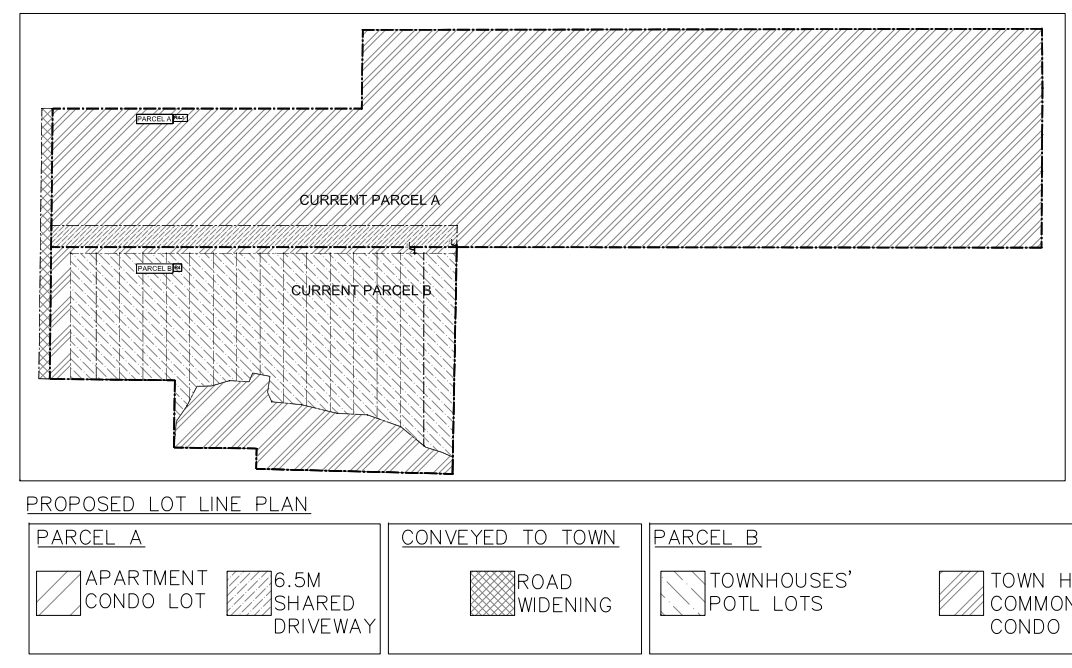 PARCEL A
CURRENT PARCEL A
PARCEL B
CURRENT PARCEL B
PROPOSED LOT LINE PLAN
PARCEL A
APARTMENT
CONDO LOT
6.5M
SHARED
DRIVEWAY
CONVEYED TO TOWN
ROAD
WIDENING
PARCEL B
TOWNHOUSES'
POTL LOTS
TOWN H
COMMON
CONDO